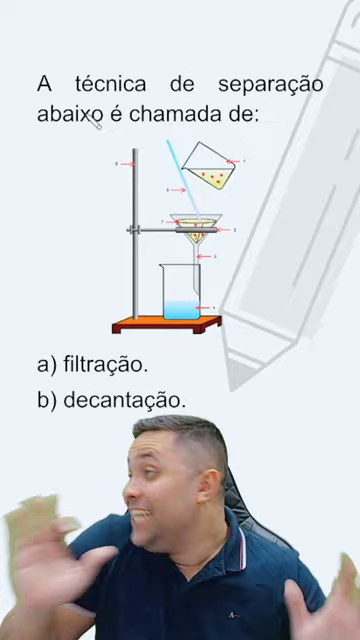 A técnica de separação
abaixo é chamada de:
a) filtração.
b) decantação.